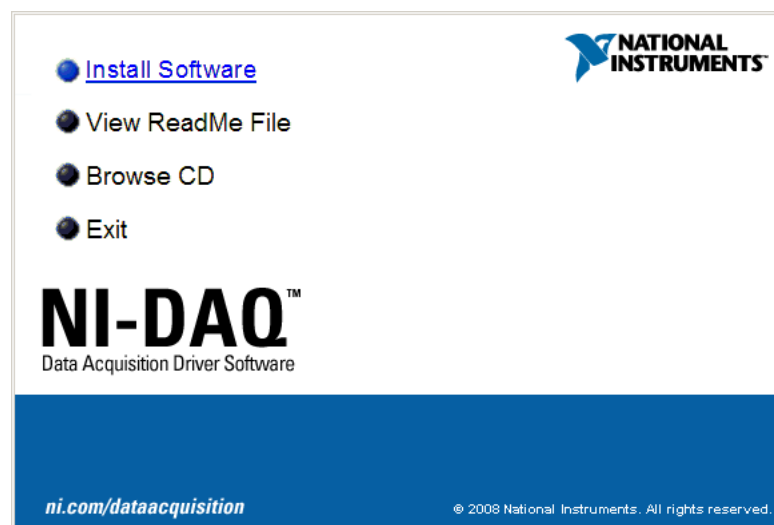 NATIONAL
INSTRUMENTS™
Install Software
View ReadMe File
Browse CD
Exit
NI-DAQ™
Data Acquisition Driver Software
ni.com/dataacquisition
© 2008 National Instruments. All rights reserved.